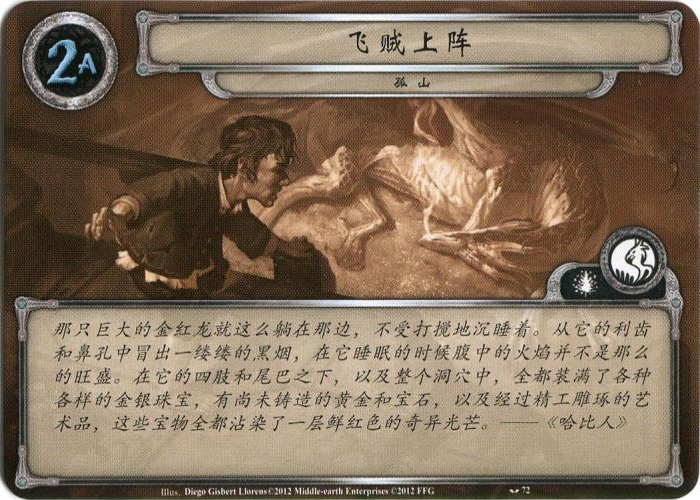 2A
飞贼上阵
孤山
那只巨大的金红龙就这么躺在那边，不受打搅地沉睡着。从它的利齿
和鼻孔中冒出一缕缕的黑烟，在它睡眠的时候腹中的火焰并不是那么
的旺盛。在它的四肢和尾巴之下，以及整个洞穴中，全都装满了各种
各样的金银珠宝，有尚未铸造的黄金和宝石，以及经过精工雕琢的艺
术品，这些宝物全都沾染了一层鲜红色的奇异光芒。——《哈比人》
Illus. Diego Gisbert Llorens ©2012 Middle-earth Enterprises ©2012 FFG 72